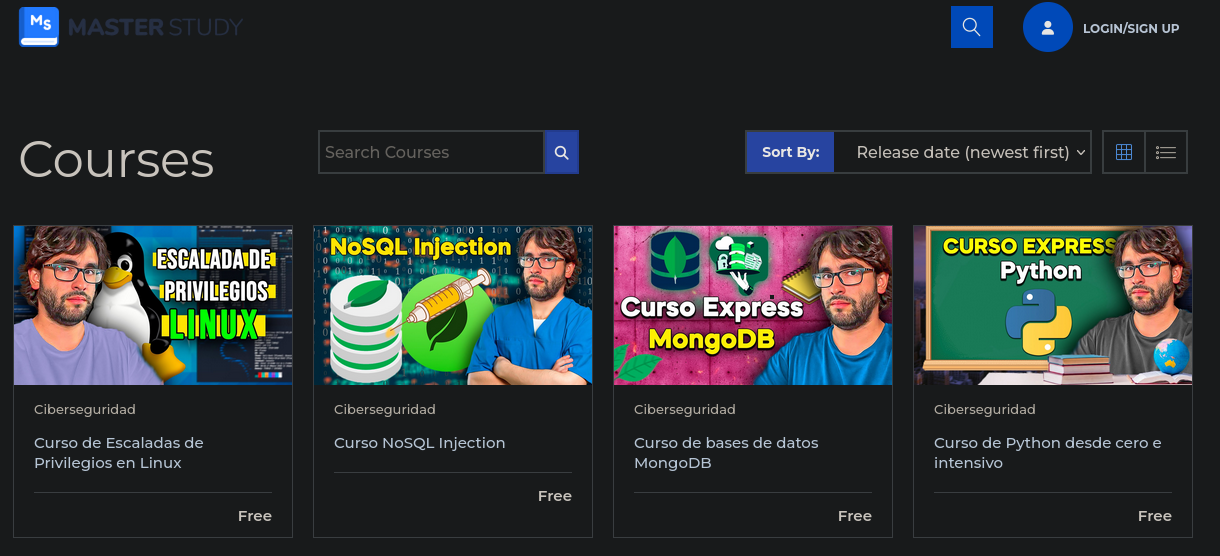 MS MASTER STUDY
LOGIN/SIGN UP
Courses
Search Courses
Sort By:
Release date (newest first)
ESCALADA DE
PRIVILEGIOS
LINUX
Ciberseguridad
Curso de Escaladas de
Privilegios en Linux
Free
NoSQL Injection
Ciberseguridad
Curso NoSQL Injection
Free
Curso Express
MongoDB
Ciberseguridad
Curso de bases de datos
MongoDB
Free
CURSO EXPRESS
Python
Ciberseguridad
Curso de Python desde cero e
intensivo
Free